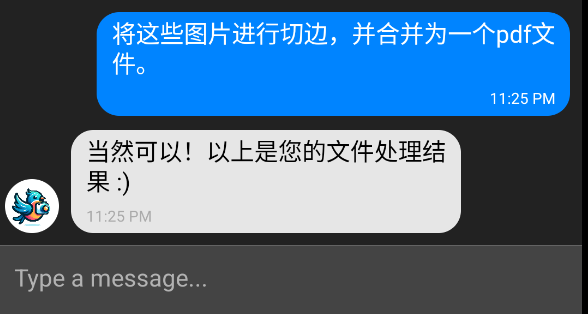 将这些图片进行切边，并合并为一个pdf文
件。
11:25 PM
当然可以！以上是您的文件处理结
果 :)
11:25 PM
Type a message...